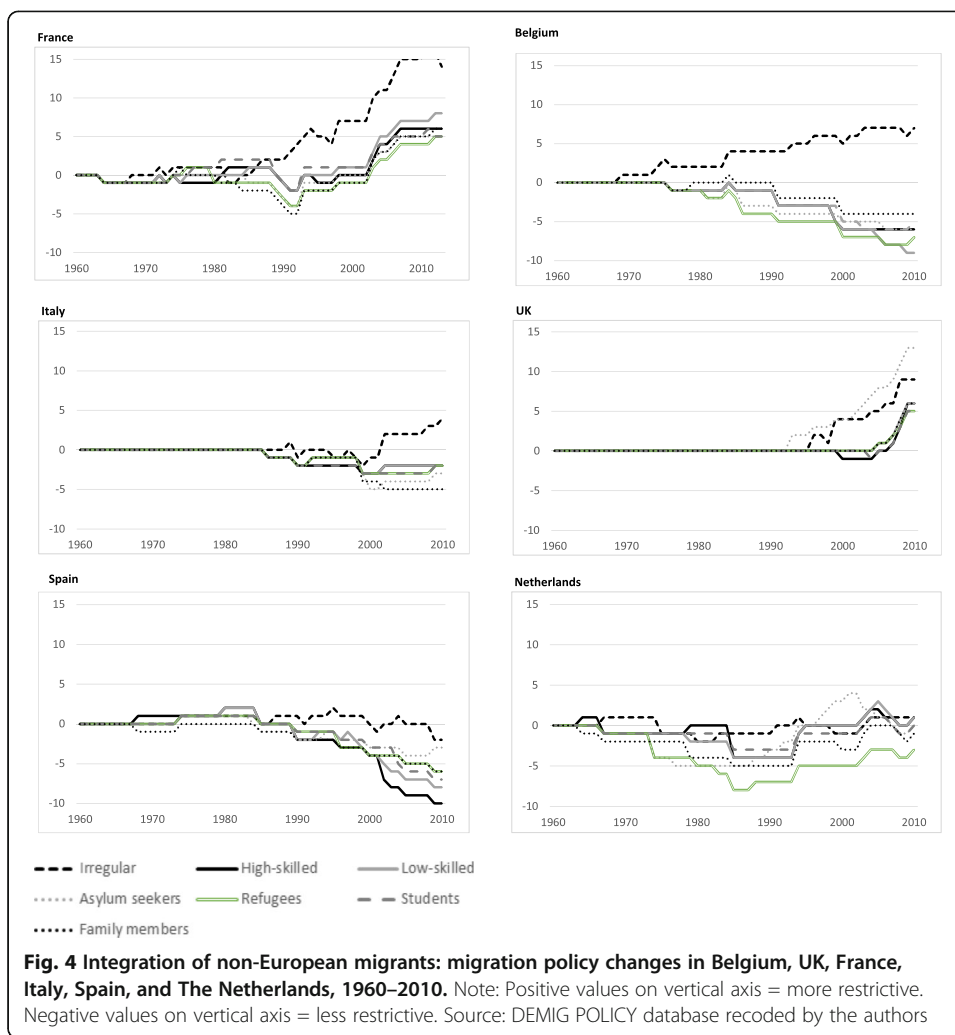 France
15
10
5
0
-5
-10
1960 1970 1980 1990 2000 2010
Belgium
15
10
5
0
-5
-10
1960 1970 1980 1990 2000 2010
Italy
15
10
5
0
-5
-10
1960 1970 1980 1990 2000 2010
UK
15
10
5
0
-5
-10
1960 1970 1980 1990 2000 2010
Spain
15
10
5
0
-5
-10
1960 1970 1980 1990 2000 2010
Netherlands
15
10
5
0
-5
-10
1960 1970 1980 1990 2000 2010
Irregular High-skilled Low-skilled
Asylum seekers Refugees Students
Family members
Fig. 4 Integration of non-European migrants: migration policy changes in Belgium, UK, France,
Italy, Spain, and The Netherlands, 1960–2010. Note: Positive values on vertical axis = more restrictive.
Negative values on vertical axis = less restrictive. Source: DEMIG POLICY database recoded by the authors